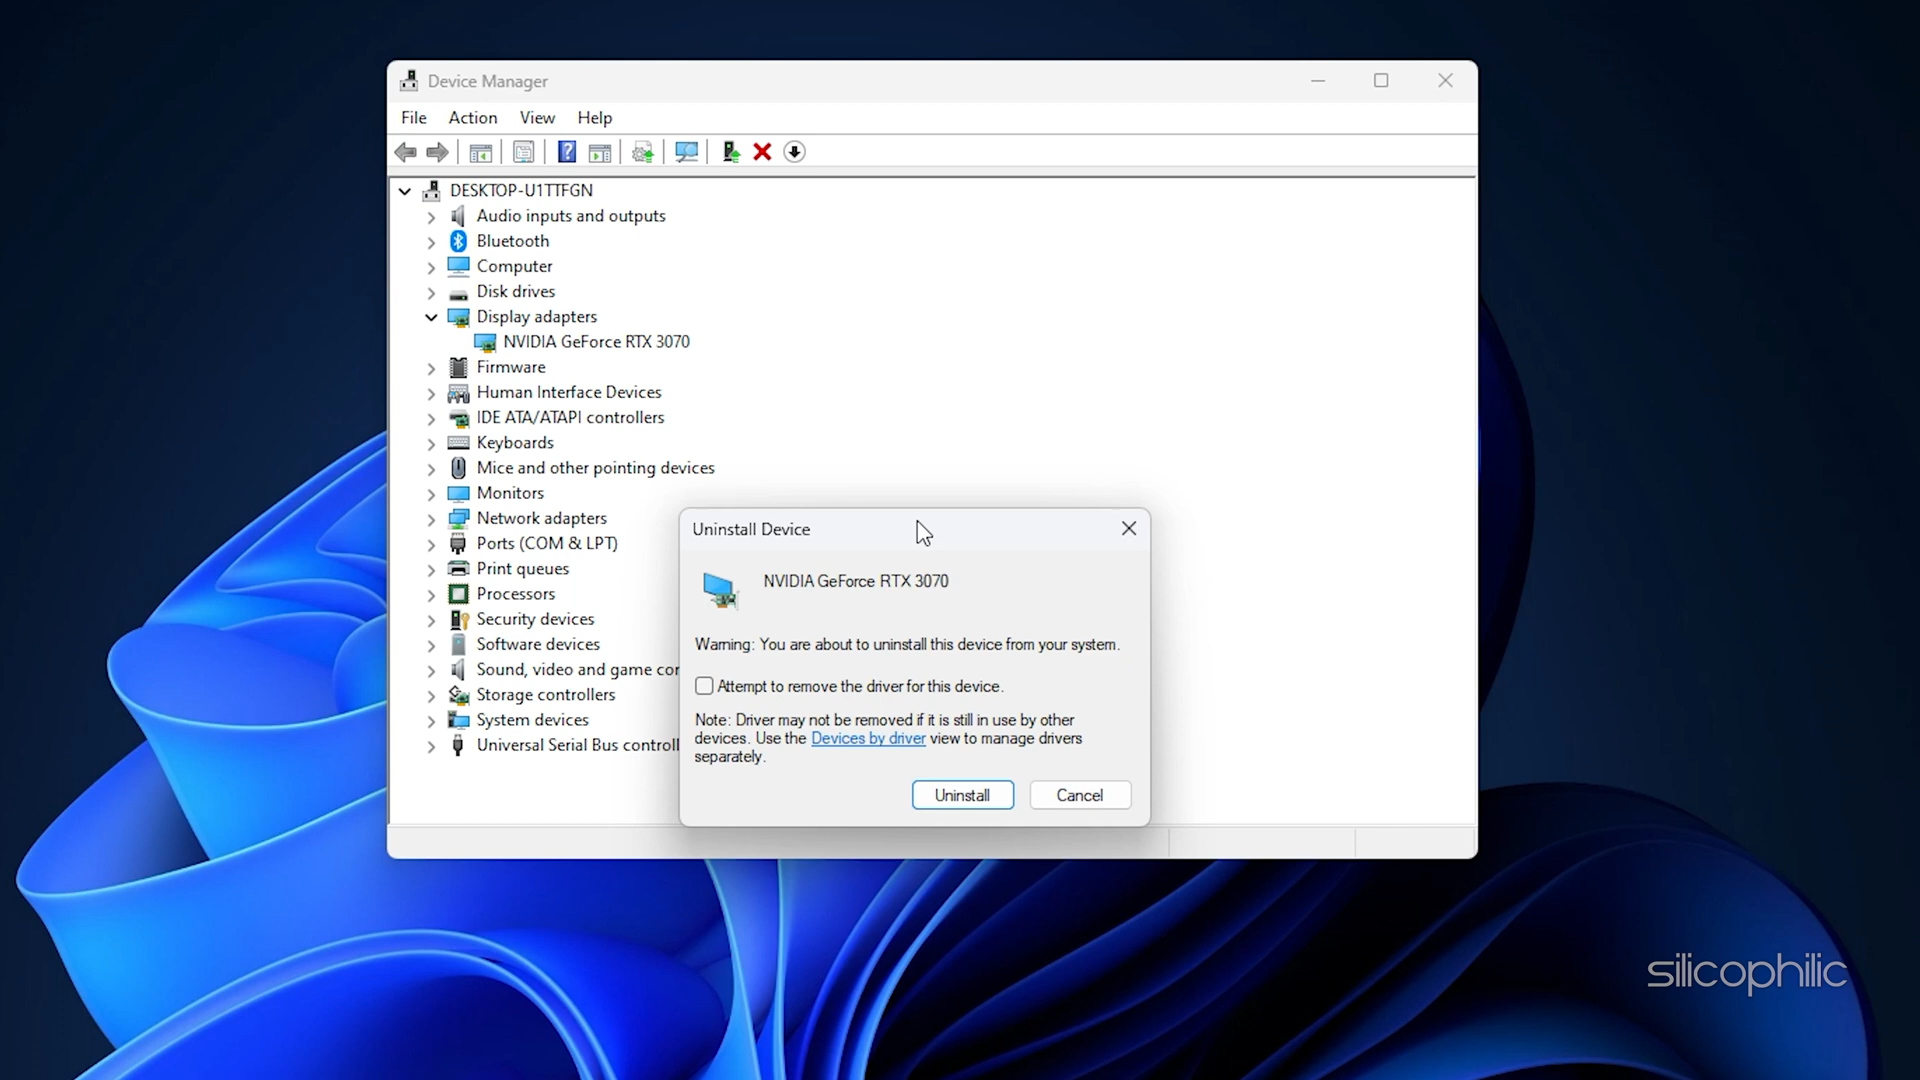 Device Manager
File Action View Help
?
DESKTOP-U1TTFGN
Audio inputs and outputs
Bluetooth
Computer
Disk drives
Display adapters
NVIDIA GeForce RTX 3070
Firmware
Human Interface Devices
IDE ATA/ATAPI controllers
Keyboards
Mice and other pointing devices
Monitors
Network adapters
Ports (COM & LPT)
Print queues
Processors
Security devices
Software devices
Sound, video and game cor
Storage controllers
System devices
Universal Serial Bus controll
Uninstall Device
NVIDIA GeForce RTX 3070
Warning: You are about to uninstall this device from your system.
Attempt to remove the driver for this device.
Note: Driver may not be removed if it is still in use by other
devices. Use the Devices by driver view to manage drivers
separately.
Uninstall Cancel
silicophilic